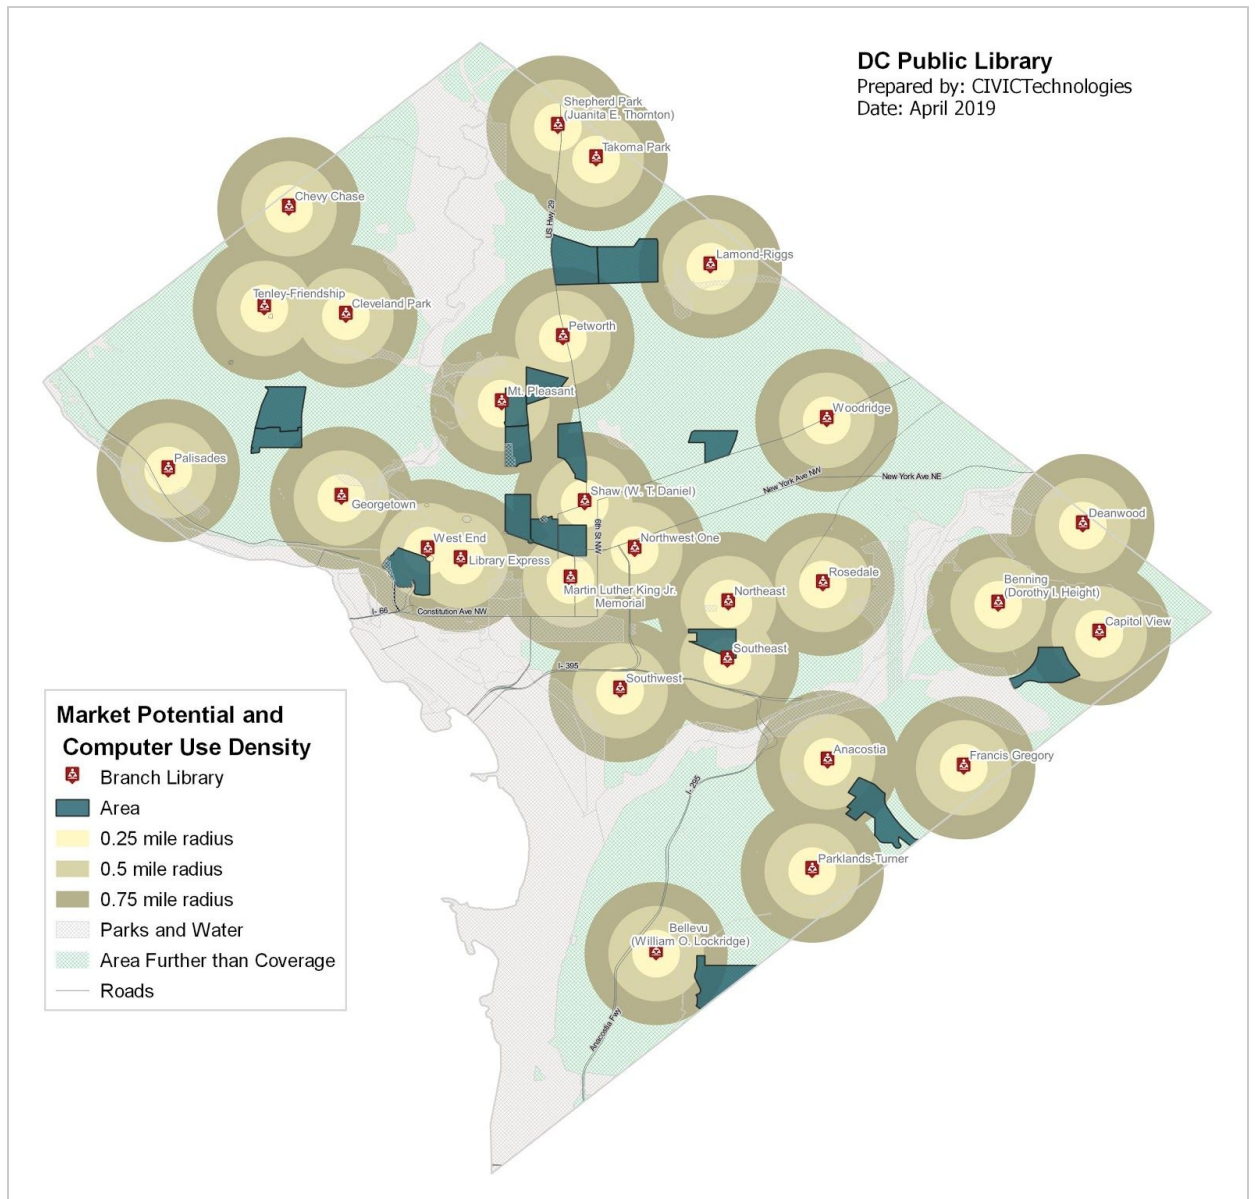 DC Public Library
Prepared by: CIVICTechnologies
Date: April 2019
Shepherd Park
(Juanita E. Thornton)
Takoma Park
Chevy Chase
US Hwy 29
Lamond-Riggs
Tenley-Friendship
Cleveland Park
Petworth
Mt. Pleasant
Woodridge
Palisades
New York Ave NW
New York Ave NE
Georgetown
Shaw (W. T. Daniel)
Deanwood
6th St NW
West End
Northwest One
Library Express
Rosedale
Benning
(Dorothy I. Height)
Martin Luther King Jr.
Memorial
Northeast
I- 66
Constitution Ave NW
Capitol View
Southeast
I- 395
Southwest
Anacostia
Francis Gregory
I- 295
Parklands-Turner
Bellevu
(William O. Lockridge)
Anacostia Fwy
Market Potential and
Computer Use Density
Branch Library
Area
0.25 mile radius
0.5 mile radius
0.75 mile radius
Parks and Water
Area Further than Coverage
Roads